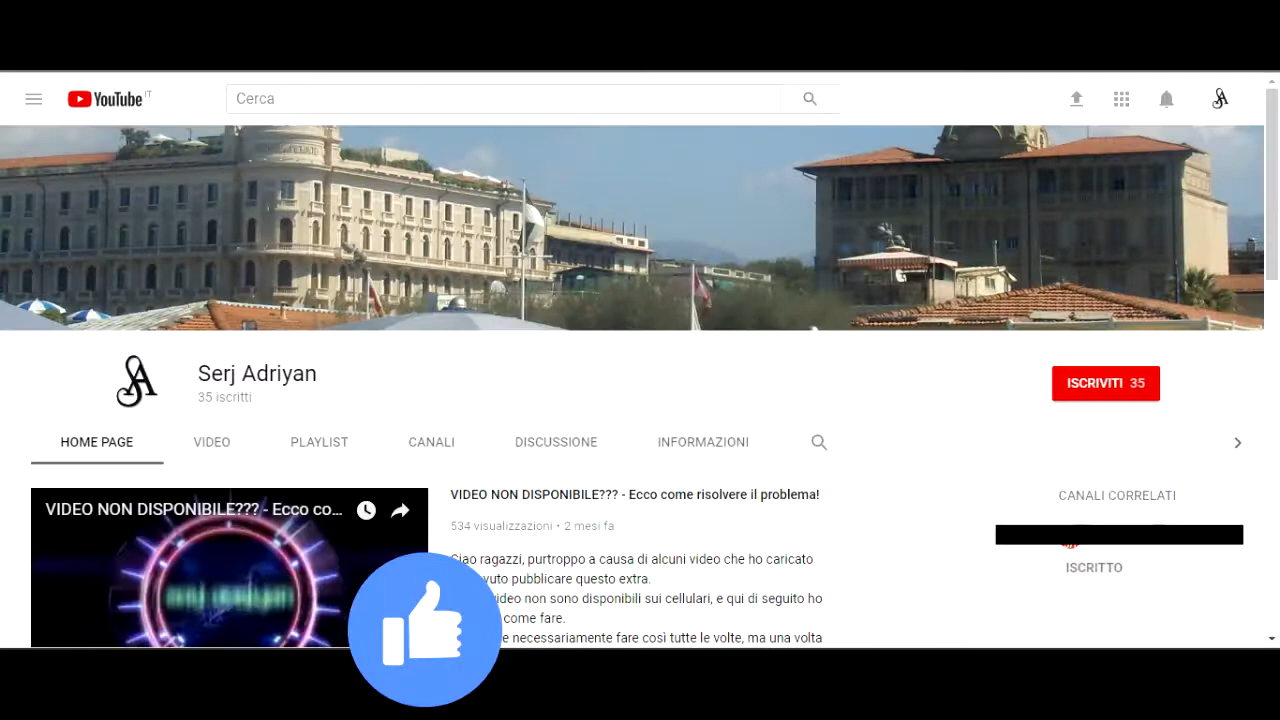 YouTube IT
Cerca
Serj Adriyan
35 iscritti
ISCRIVITI 35
HOME PAGE
VIDEO
PLAYLIST
CANALI
DISCUSSIONE
INFORMAZIONI
VIDEO NON DISPONIBILE??? - Ecco co...
VIDEO NON DISPONIBILE??? - Ecco come risolvere il problema!
534 visualizzazioni • 2 mesi fa
Ciao ragazzi, purtroppo a causa di alcuni video che ho caricato
pubblicare questo extra.
non sono disponibili sui cellulari, e qui di seguito ho
come fare.
necessariamente fare così tutte le volte, ma una volta
CANALI CORRELATI
ISCRITTO